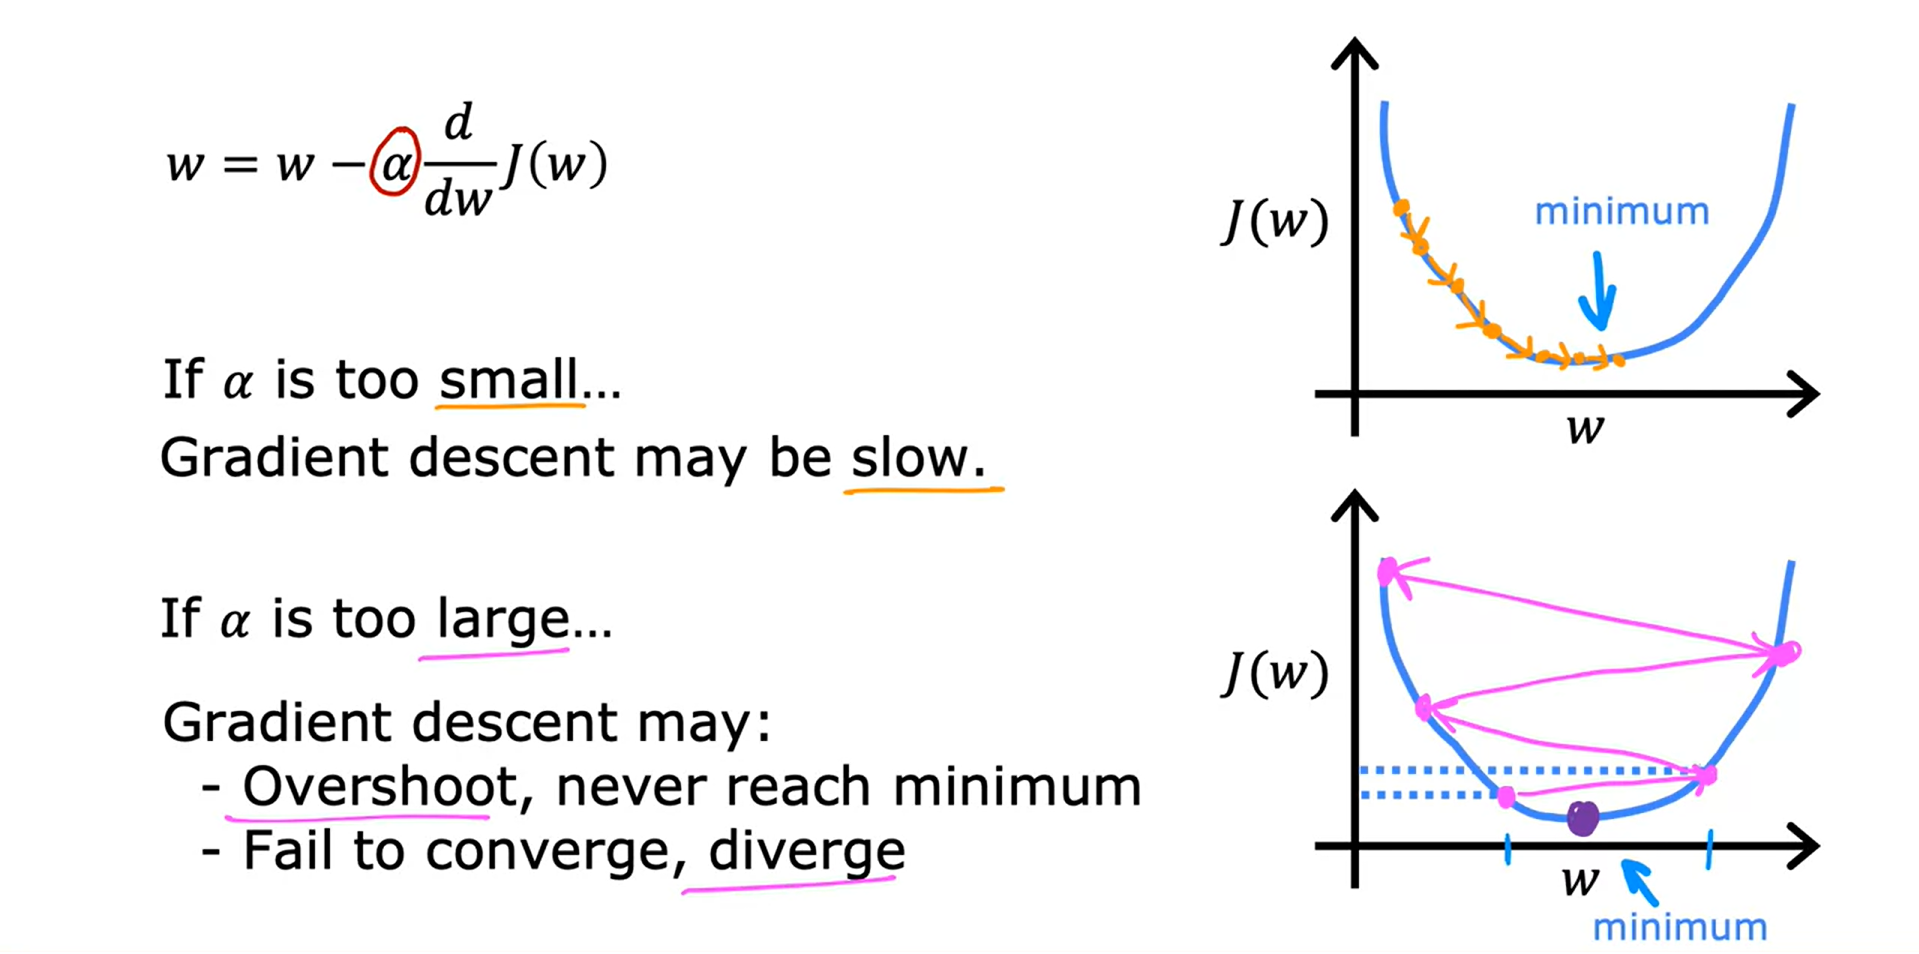 w = w − α d/dw J(w)
If α is too small...
Gradient descent may be slow.
If α is too large...
Gradient descent may:
- Overshoot, never reach minimum
- Fail to converge, diverge
J(w)
minimum
w
J(w)
w
minimum